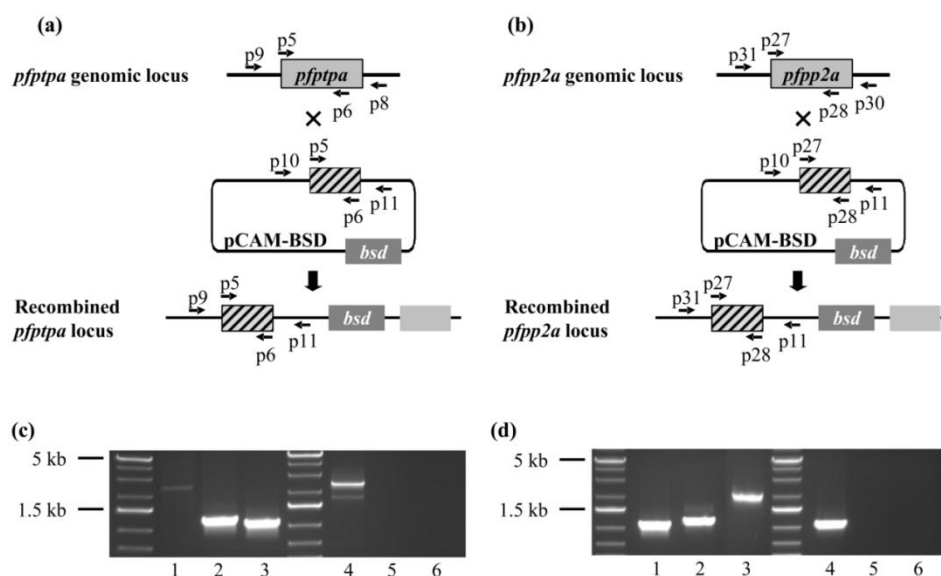 (a)
p5
p9
pfptpa genomic locus
pfptpa
p6
p8
p5
p10
p6
p11
pCAM-BSD
bsd
Recombined
pfptpa locus
p9
p5
bsd
p6
p11
(b)
p27
p31
pfpp2a genomic locus
pfpp2a
p28
p30
p27
p10
p11
p28
pCAM-BSD
bsd
Recombined
pfpp2a locus
p27
p31
bsd
p28
p11
(c)
5 kb
1.5 kb
1 2 3 4 5 6
(d)
5 kb
1.5 kb
1 2 3 4 5 6